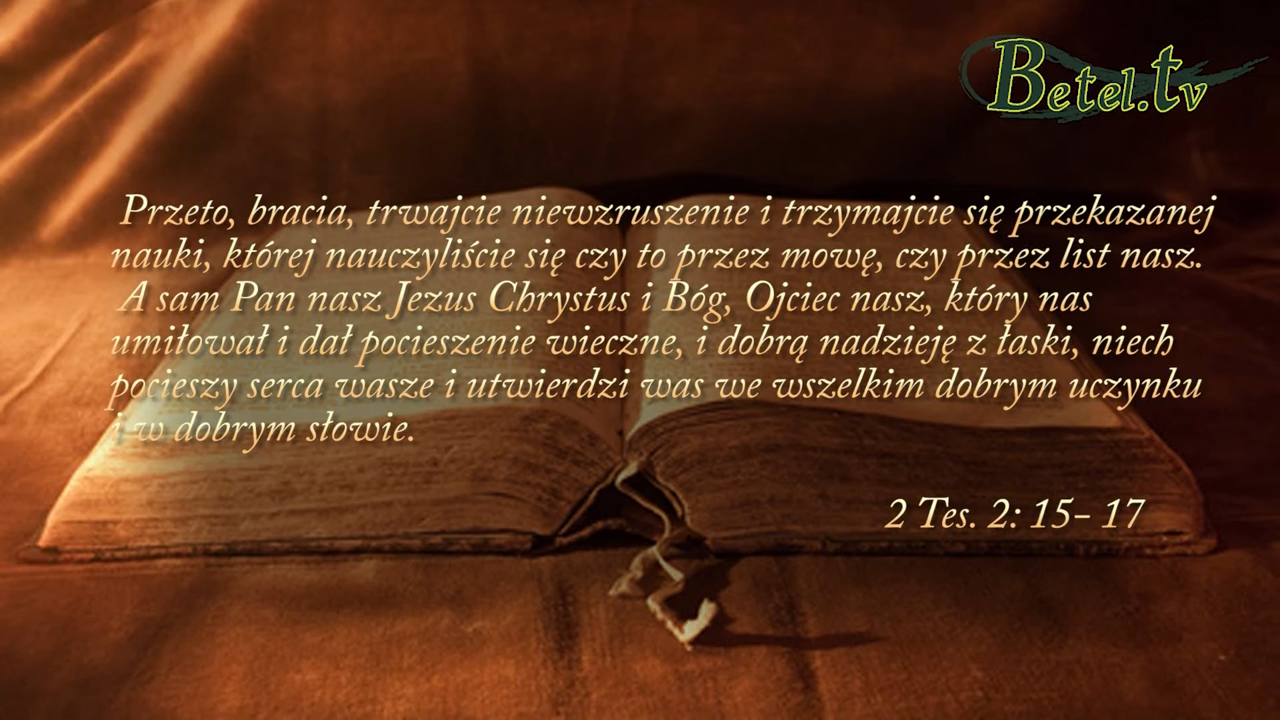 Betel.tv
Przeto, bracia, trwajcie niewzruszenie i trzymajcie się przekazanej
nauki, której nauczyliście się czy to przez mowę, czy przez list nasz.
A sam Pan nasz Jezus Chrystus i Bóg, Ojciec nasz, który nas
umiłował i dał pocieszenie wieczne, i dobrą nadzieję z łaski, niech
pocieszy serca wasze i utwierdzi was we wszelkim dobrym uczynku
i w dobrym słowie.
2 Tes. 2: 15- 17